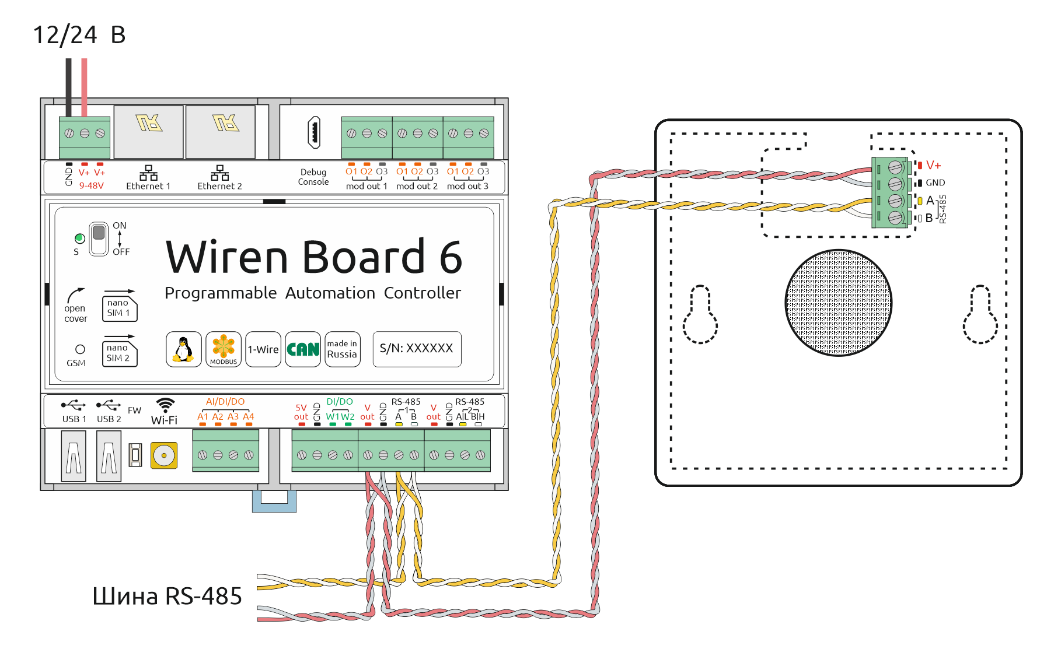 12/24 В
GND
V+ V+
9-48V
Ethernet 1
Ethernet 2
Debug
Console
O1 O2 O3
mod out 1
O1 O2 O3
mod out 2
O1 O2 O3
mod out 3
S
ON
OFF
Wiren Board 6
Programmable Automation Controller
open
cover
nano
SIM 1
GSM
nano
SIM 2
MODBUS
1-Wire
CAN
made in
Russia
S/N: XXXXXX
USB 1
USB 2
FW
Wi-Fi
AI/DI/DO
A1 A2 A3 A4
5V
out
GND
DI/DO
W1 W2
V
out
GND
RS-485
1
A B
V
out
GND
RS-485
2
A|L B|H
V+
GND
A
B
RS-485
Шина RS-485